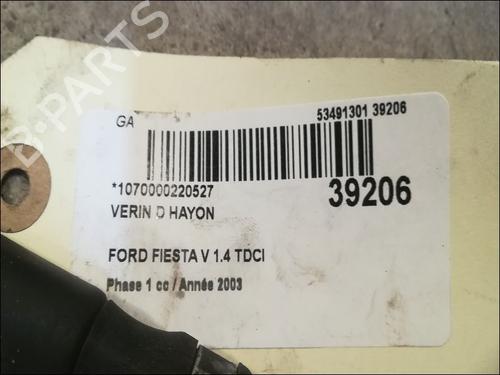 B-PARTS
GA
53491301 39206
*1070000220527
39206
VERIN D HAYON
FORD FIESTA V 1.4 TDCI
Phase 1 cc / Année 2003